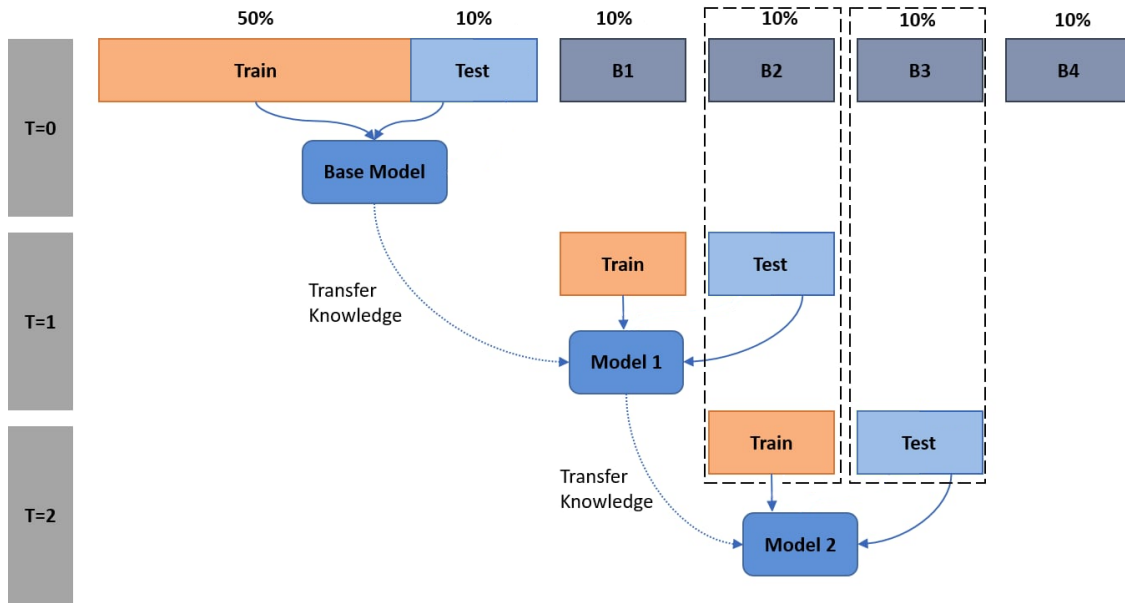 50% 10% 10% 10% 10% 10%
Train Test B1 B2 B3 B4
T=0
Base Model
Train Test
Transfer
Knowledge
T=1
Model 1
Train Test
Transfer
Knowledge
T=2
Model 2